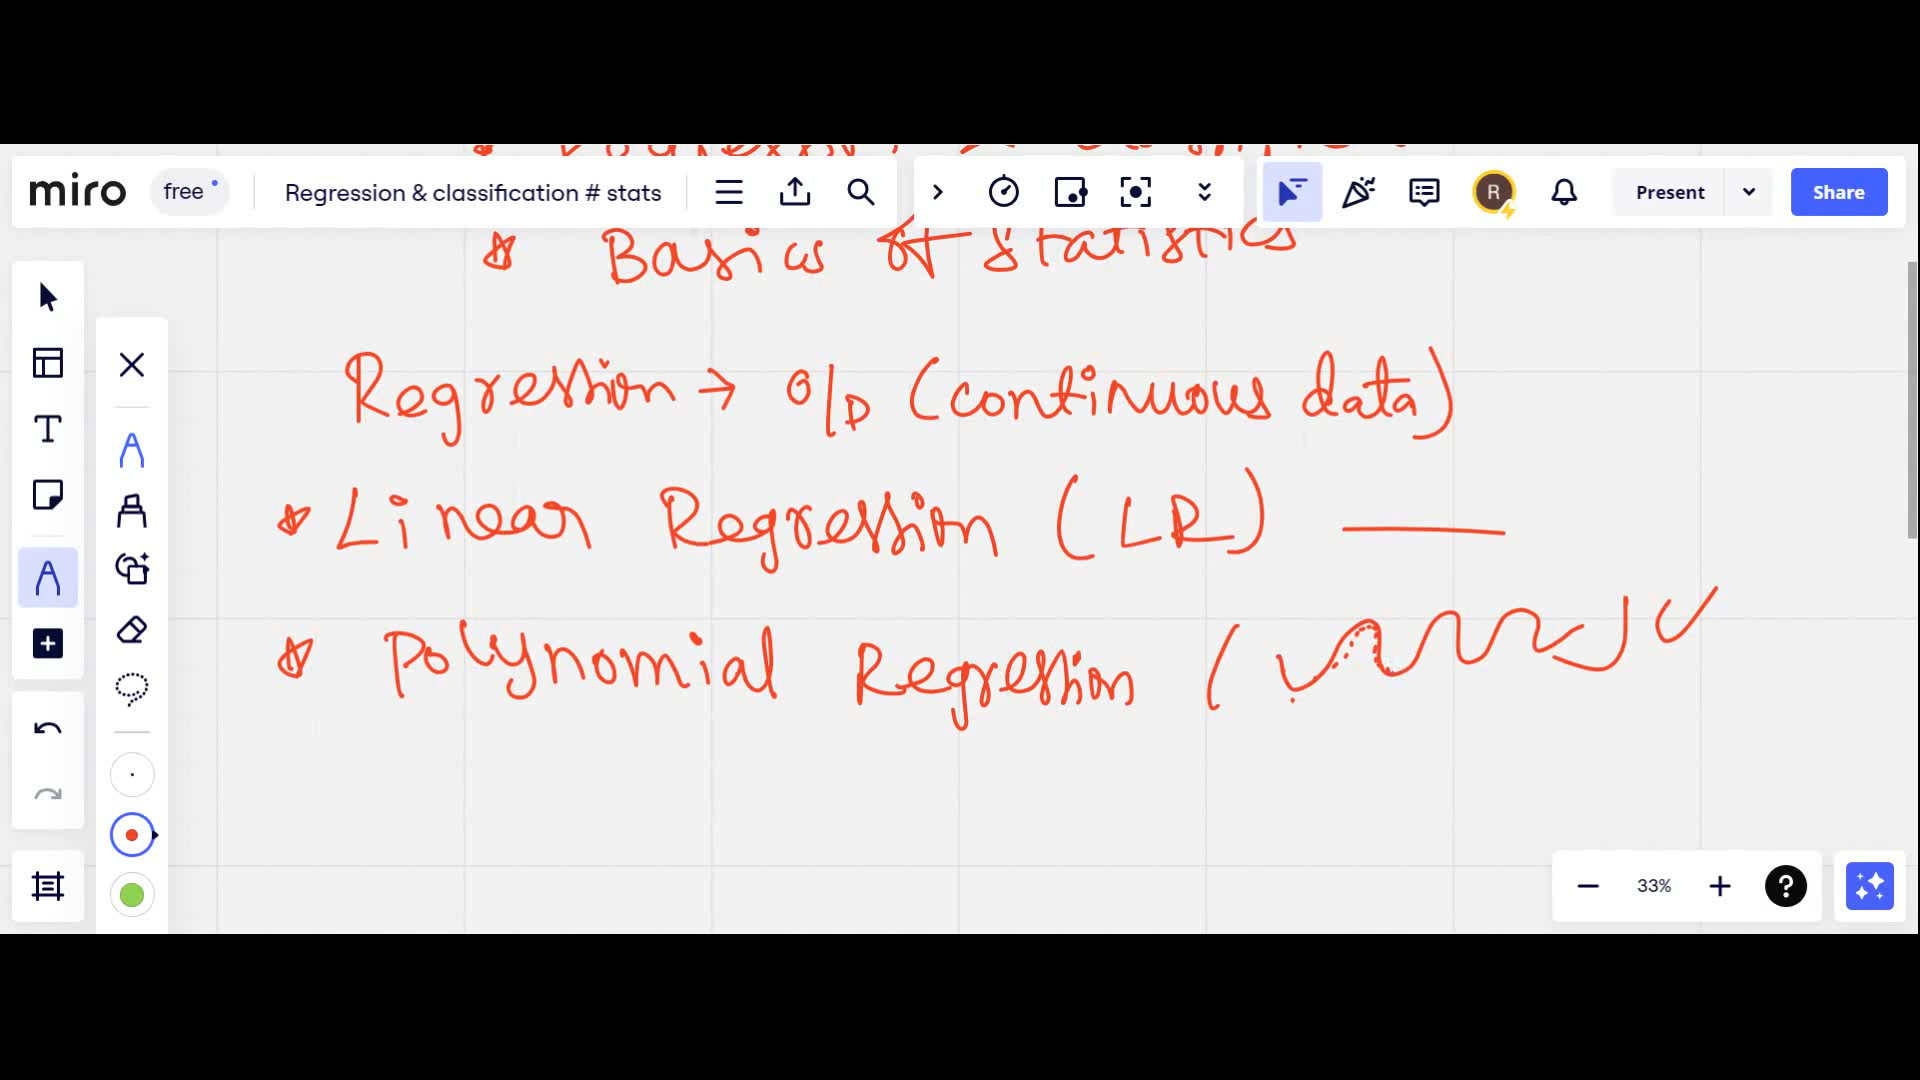 miro free Regression & classification # stats Present Share
* Basics of statistics
Regression → O/P (continuous data)
* Linear Regression (LR)
* Polynomial Regression (
33%